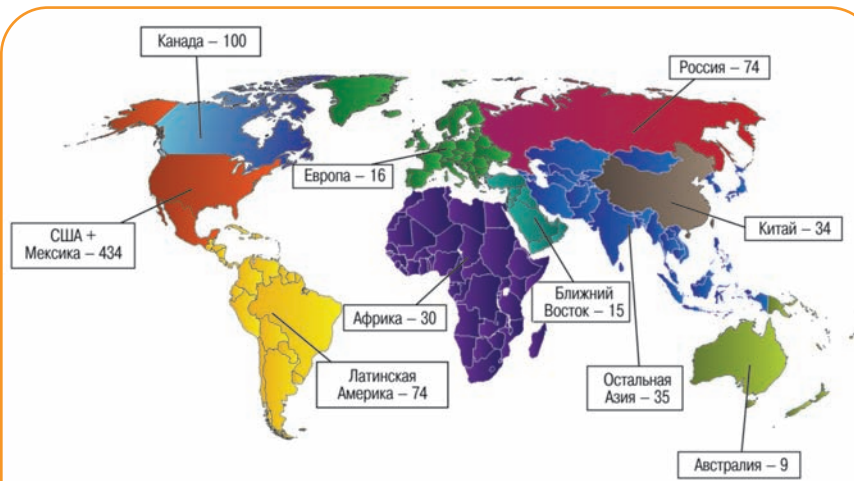 Канада – 100
Россия – 74
Европа – 16
США +
Мексика – 434
Китай – 34
Ближний
Восток – 15
Африка – 30
Латинская
Америка – 74
Остальная
Азия – 35
Австралия – 9